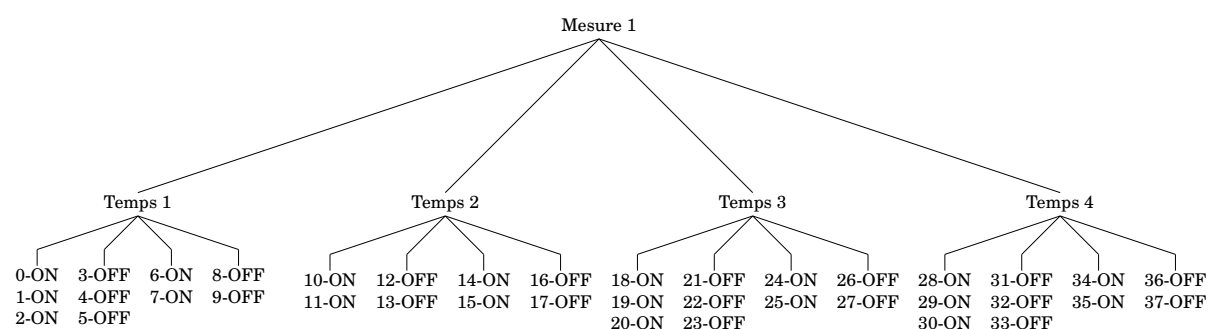 Mesure 1
Temps 1 Temps 2 Temps 3 Temps 4
0-ON 3-OFF 6-ON 8-OFF 10-ON 12-OFF 14-ON 16-OFF 18-ON 21-OFF 24-ON 26-OFF 28-ON 31-OFF 34-ON 36-OFF
1-ON 4-OFF 7-ON 9-OFF 11-ON 13-OFF 15-ON 17-OFF 19-ON 22-OFF 25-ON 27-OFF 29-ON 32-OFF 35-ON 37-OFF
2-ON 5-OFF 20-ON 23-OFF 30-ON 33-OFF